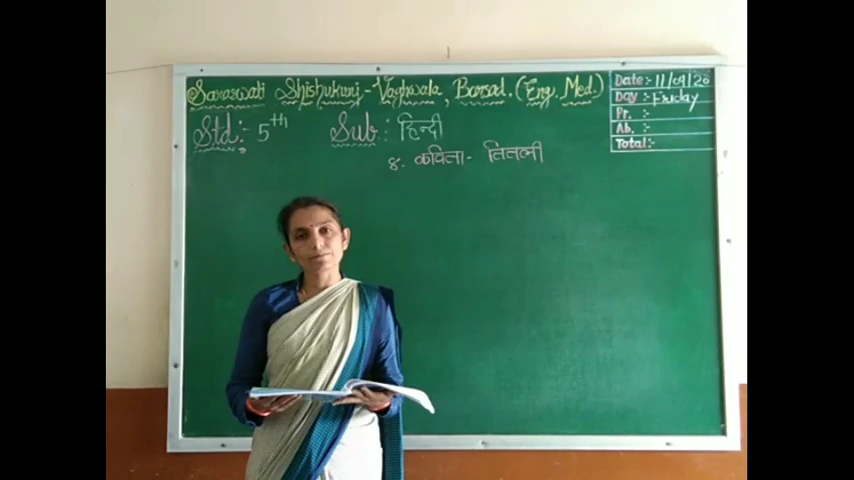 Saraswati Shishukunj - Vaghwala, Borsad. (Eng. Med.)
Date:- 11/09/20
Day :- Friday
Pr. :-
Ab. :-
Total:-
Std:- 5th Sub.: हिन्दी
8. कविता - तितली